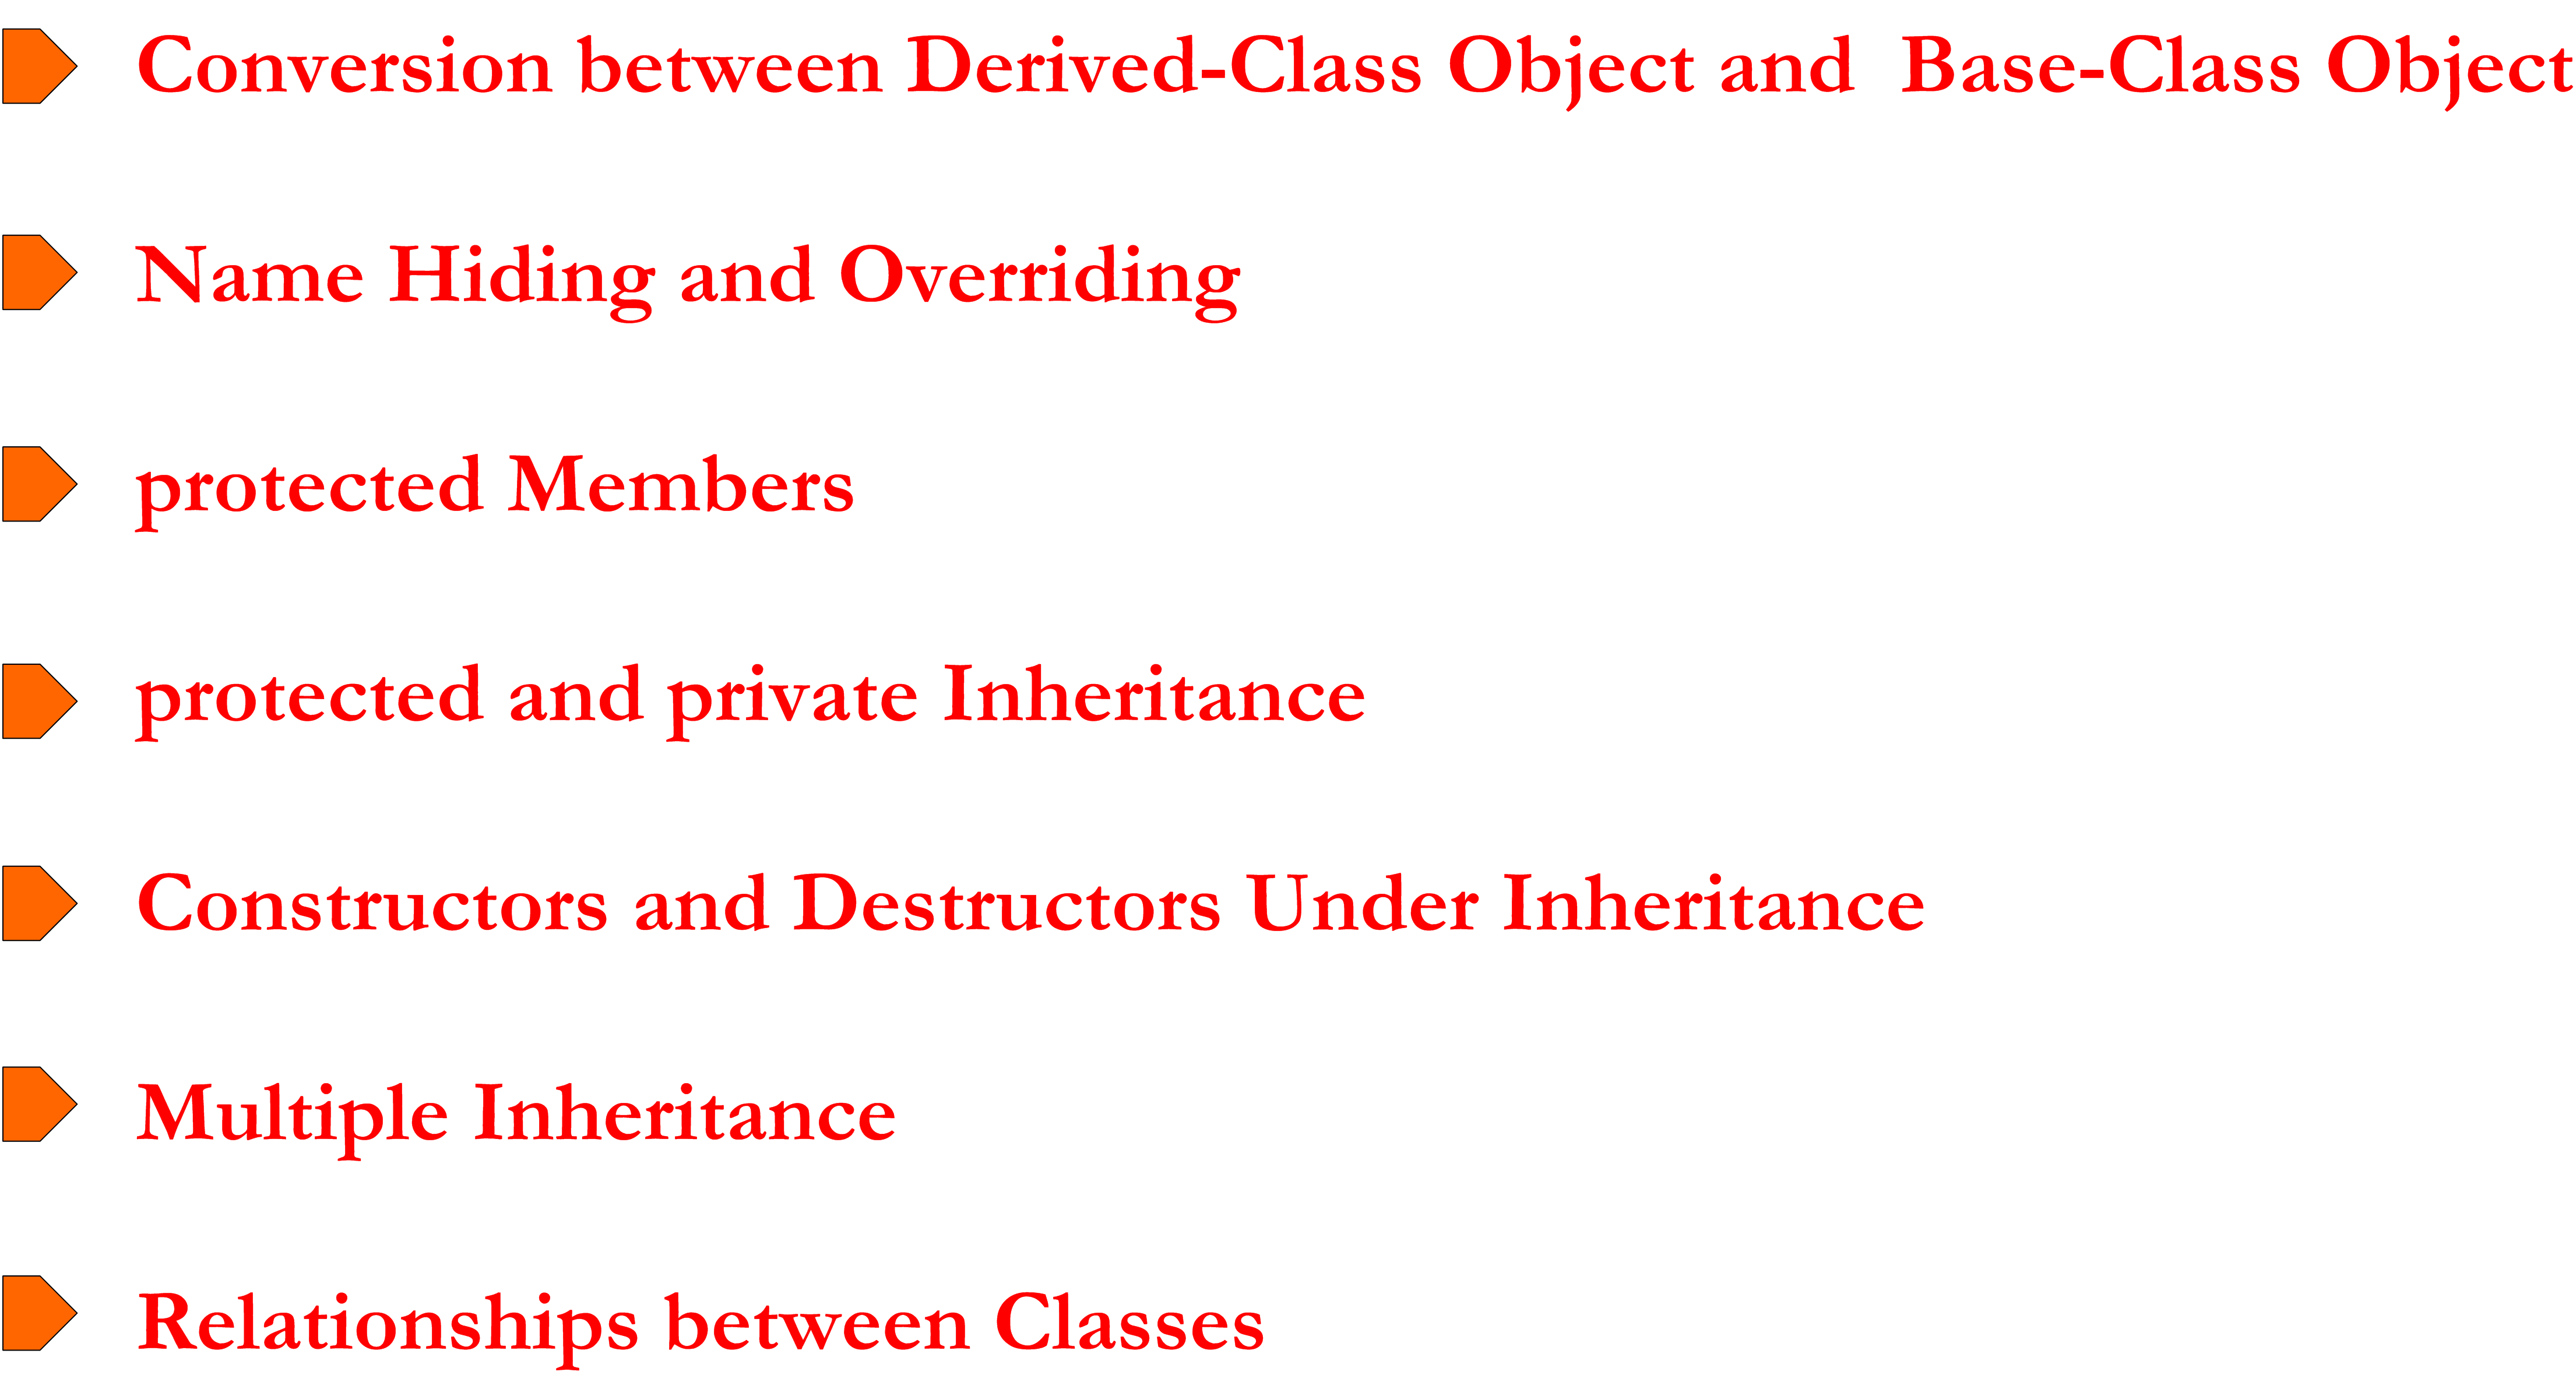 Conversion between Derived-Class Object and  Base-Class Object
Name Hiding and Overriding
protected Members
protected and private Inheritance
Constructors and Destructors Under Inheritance
Multiple Inheritance
Relationships between Classes